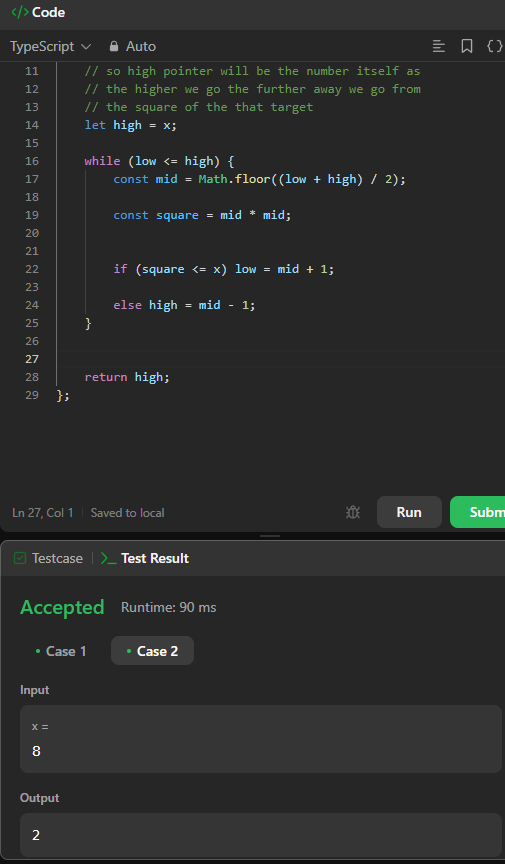 </> Code
TypeScript Auto
11 // so high pointer will be the number itself as
12 // the higher we go the further away we go from
13 // the square of the that target
14 let high = x;
15
16 while (low <= high) {
17 const mid = Math.floor((low + high) / 2);
18
19 const square = mid * mid;
20
21
22 if (square <= x) low = mid + 1;
23
24 else high = mid - 1;
25 }
26
27
28 return high;
29 };
Ln 27, Col 1 Saved to local
Run
Subm
Testcase >_ Test Result
Accepted Runtime: 90 ms
• Case 1 • Case 2
Input
x =
8
Output
2